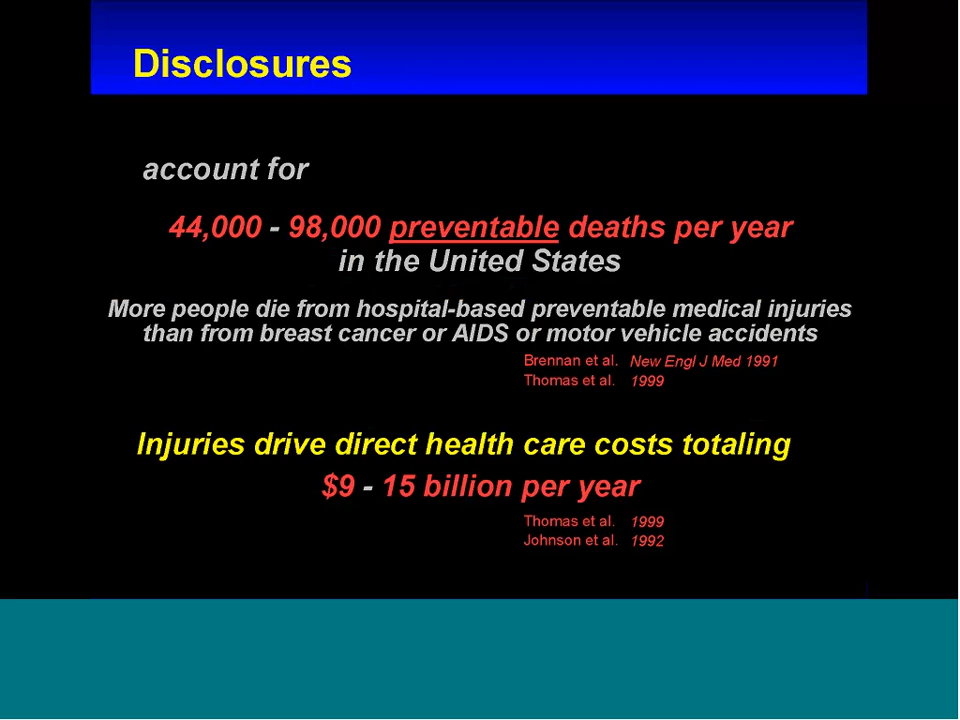 Disclosures
account for
44,000 - 98,000 preventable deaths per year
in the United States
More people die from hospital-based preventable medical injuries
than from breast cancer or AIDS or motor vehicle accidents
Brennan et al. New Engl J Med 1991
Thomas et al. 1999
Injuries drive direct health care costs totaling
$9 - 15 billion per year
Thomas et al. 1999
Johnson et al. 1992